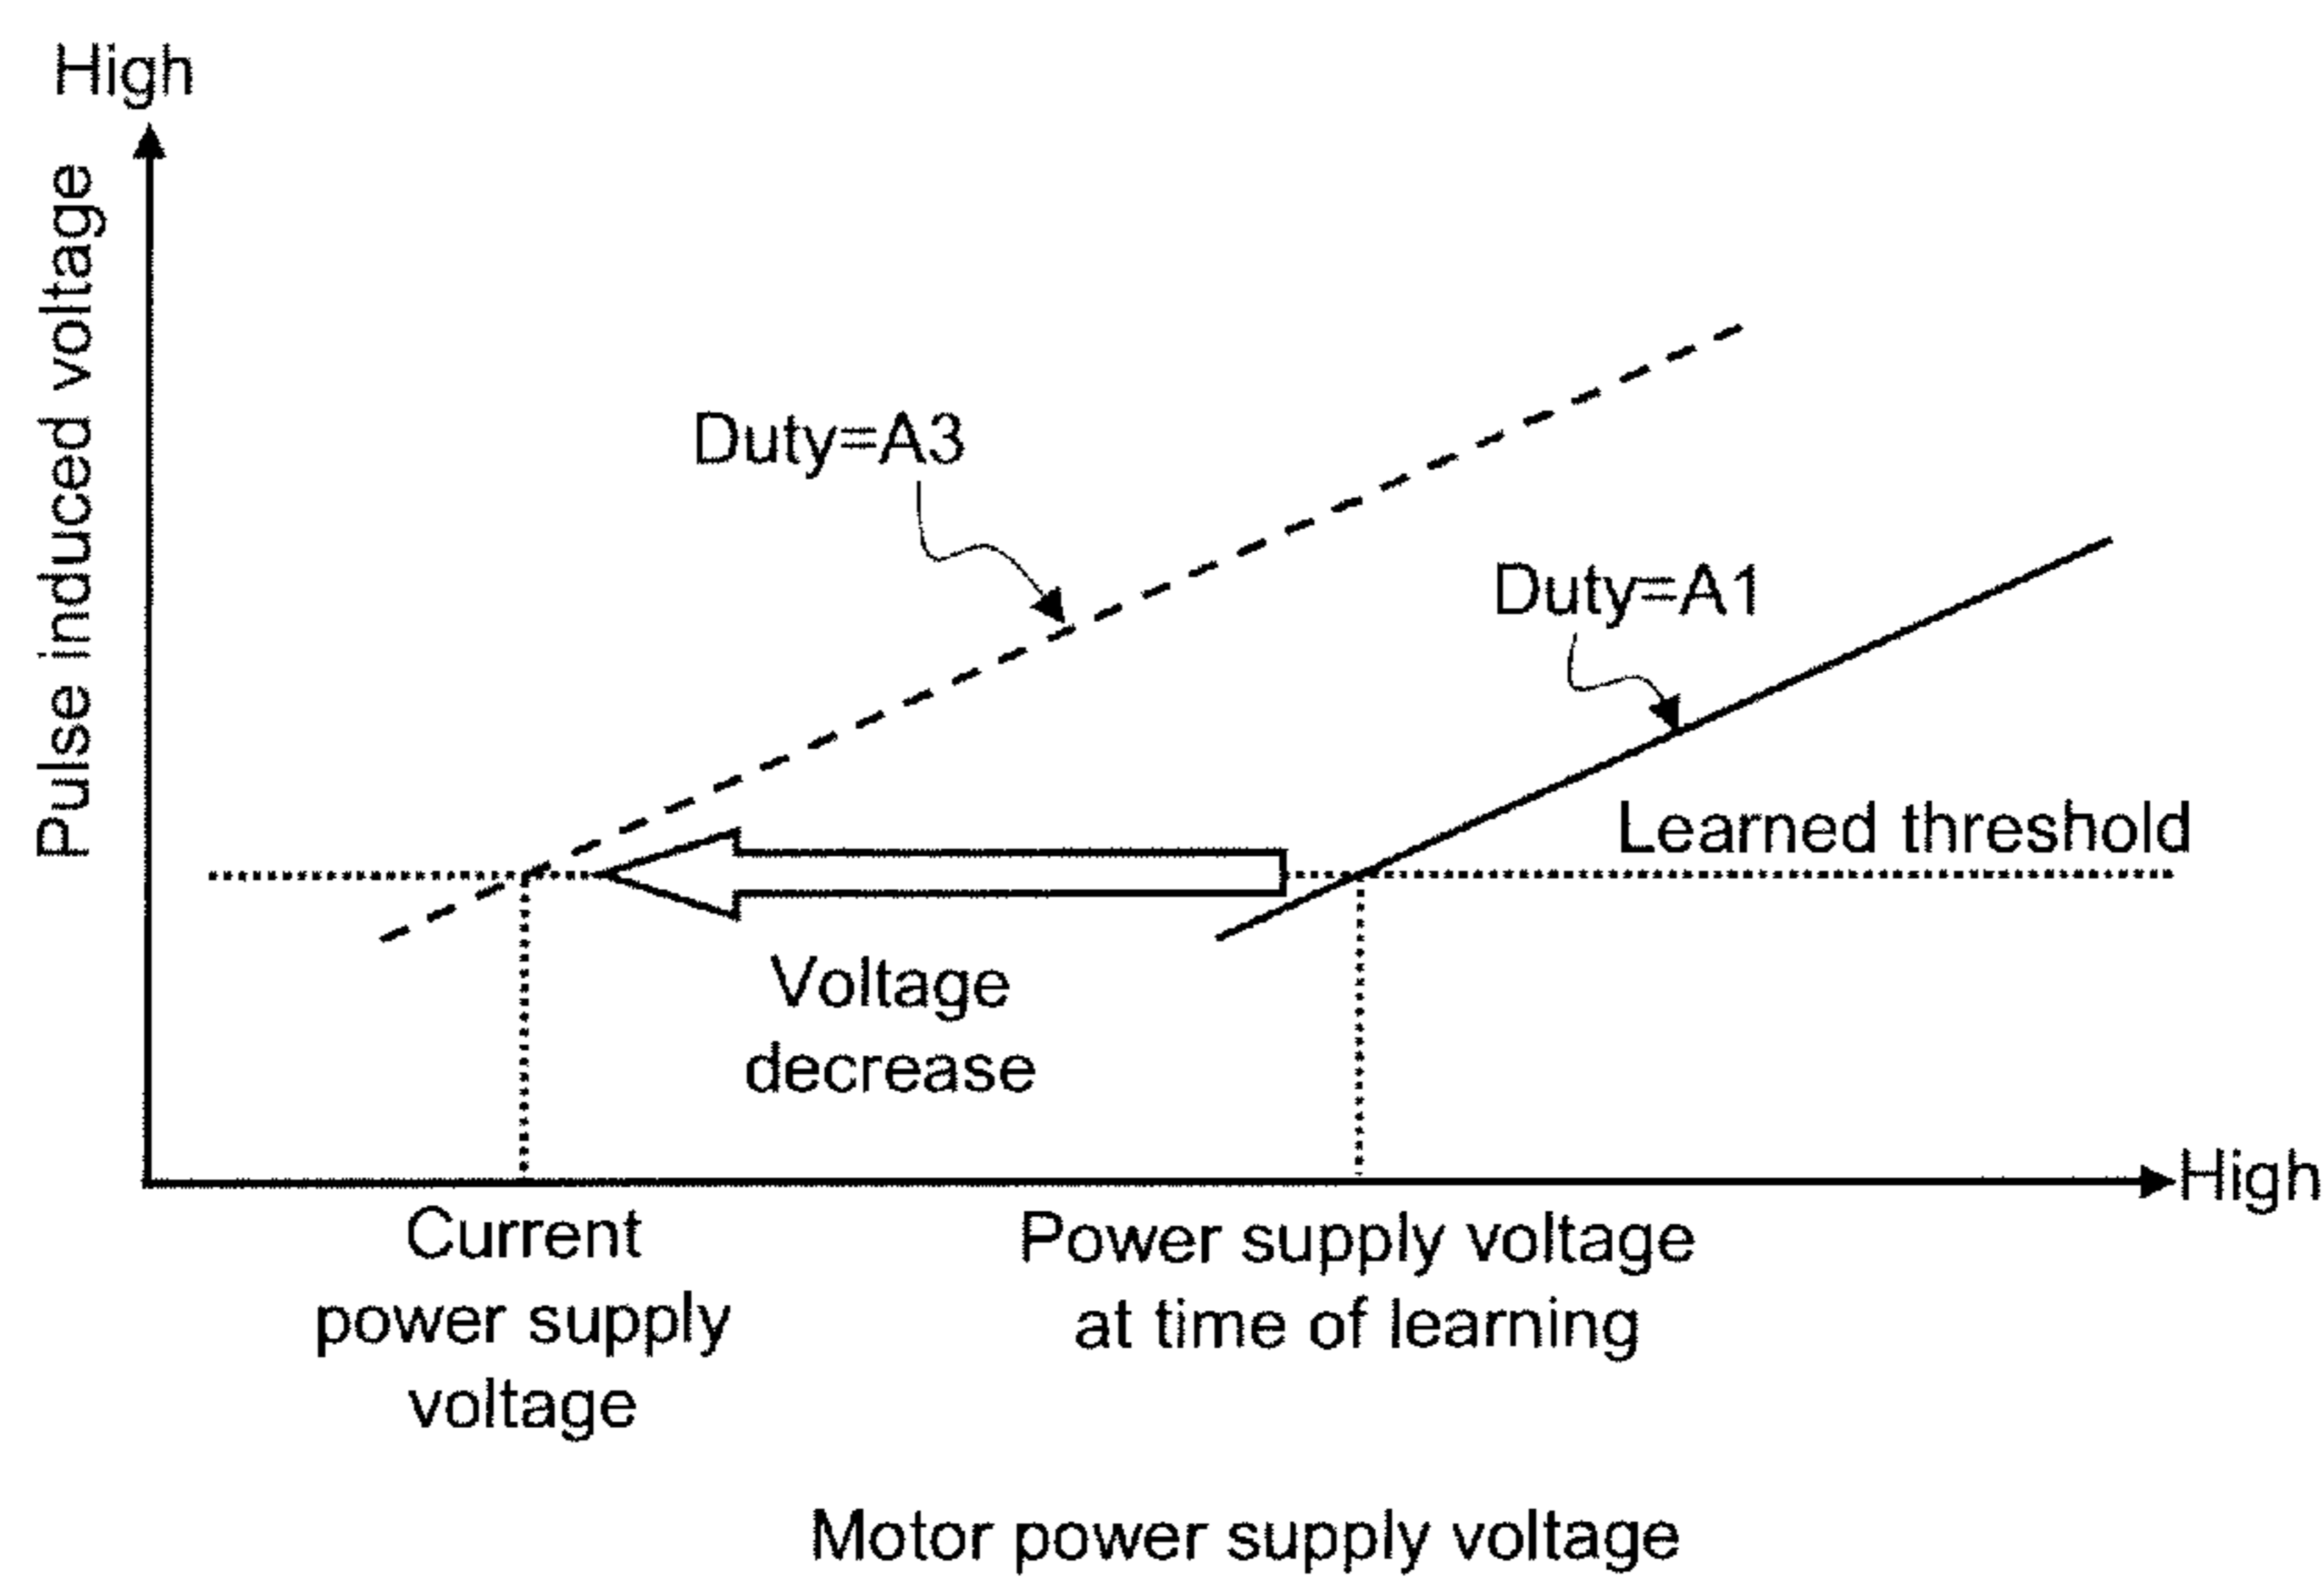 High
Pulse induced voltage
Duty=A3
Duty=A1
Learned threshold
Voltage
decrease
High
Current
power supply
voltage
Power supply voltage
at time of learning
Motor power supply voltage